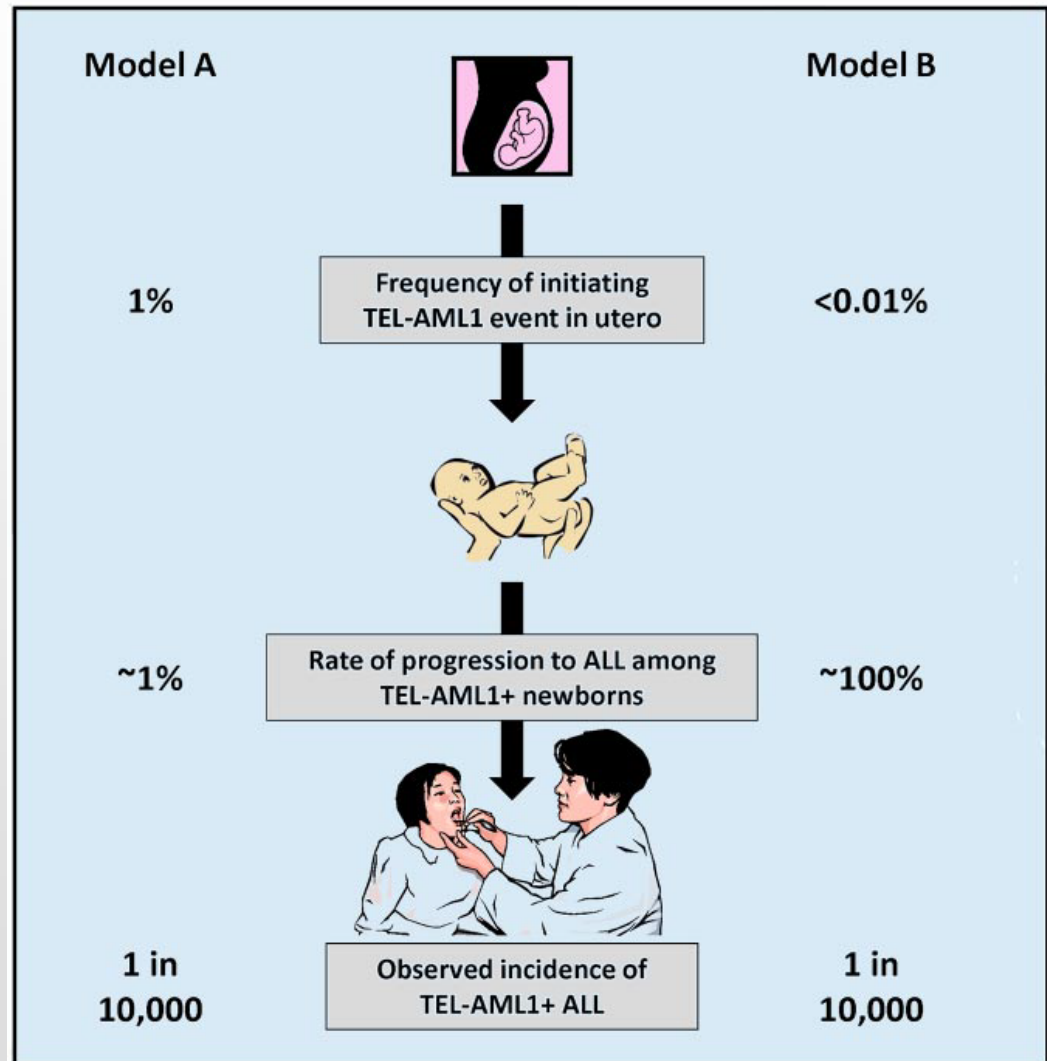 Model A
Model B
1%
Frequency of initiating
TEL-AML1 event in utero
<0.01%
~1%
Rate of progression to ALL among
TEL-AML1+ newborns
~100%
1 in
10,000
Observed incidence of
TEL-AML1+ ALL
1 in
10,000